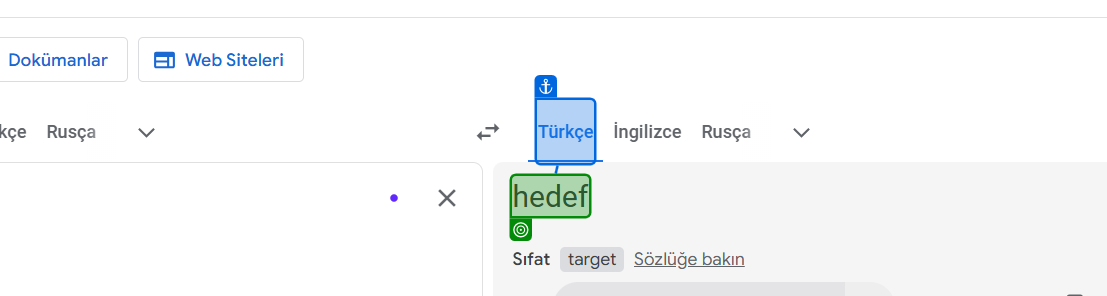 Dokümanlar Web Siteleri
kçe Rusça Türkçe İngilizce Rusça
hedef
Sıfat target Sözlüğe bakın